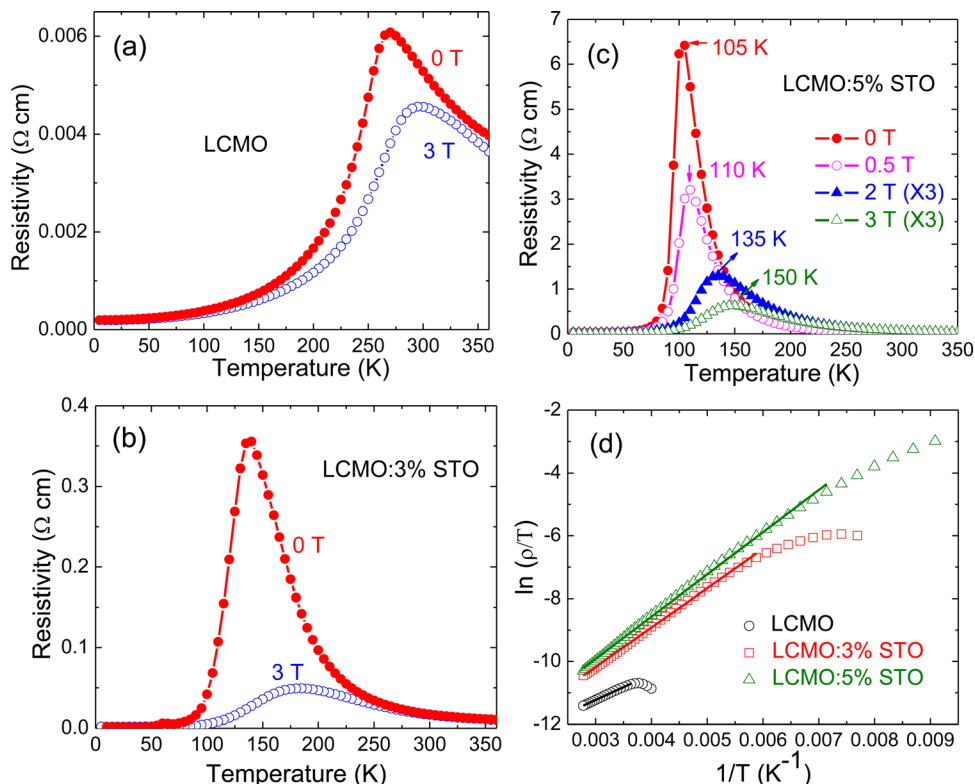 (a)
0 T
3 T
LCMO
Resistivity (Ω cm)
0.006
0.004
0.002
0.000
0 50 100 150 200 250 300 350
Temperature (K)
(c)
105 K
LCMO:5% STO
0 T
0.5 T
2 T (X3)
3 T (X3)
110 K
135 K
150 K
Resistivity (Ω cm)
7
6
5
4
3
2
1
0
0 50 100 150 200 250 300 350
Temperature (K)
(b)
LCMO:3% STO
0 T
3 T
Resistivity (Ω cm)
0.4
0.3
0.2
0.1
0.0
0 50 100 150 200 250 300 350
Temperature (K)
(d)
LCMO
LCMO:3% STO
LCMO:5% STO
ln (ρ/T)
-2
-4
-6
-8
-10
-12
0.003 0.004 0.005 0.006 0.007 0.008 0.009
1/T (K⁻¹)